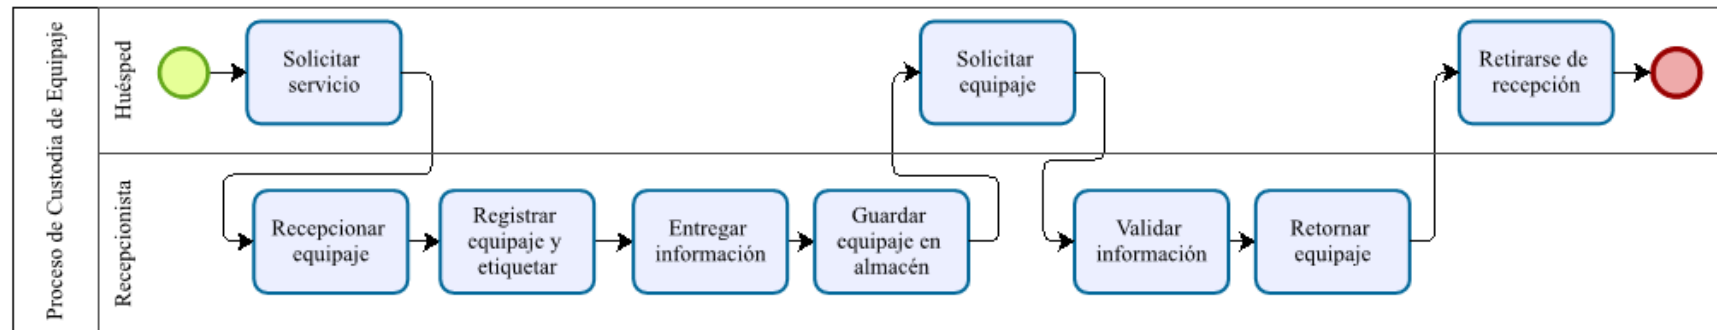 Proceso de Custodia de Equipaje
Huésped
Solicitar
servicio
Solicitar
equipaje
Retirarse de
recepción
Recepcionista
Recepcionar
equipaje
Registrar
equipaje y
etiquetar
Entregar
información
Guardar
equipaje en
almacén
Validar
información
Retornar
equipaje